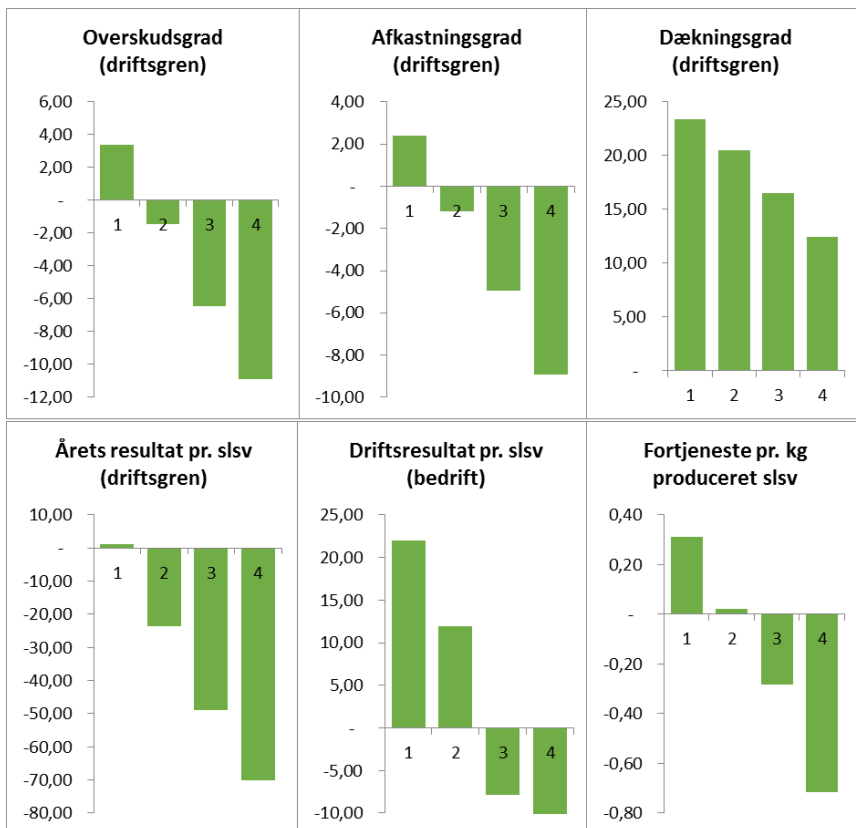 Overskudsgrad
(driftsgren)
6,00
4,00
2,00
-
-2,00
-4,00
-6,00
-8,00
-10,00
-12,00
1 2 3 4
Afkastningsgrad
(driftsgren)
4,00
2,00
-
-2,00
-4,00
-6,00
-8,00
-10,00
1 2 3 4
Dækningsgrad
(driftsgren)
25,00
20,00
15,00
10,00
5,00
-
1 2 3 4
Årets resultat pr. slsv
(driftsgren)
10,00
-
-10,00
-20,00
-30,00
-40,00
-50,00
-60,00
-70,00
-80,00
1 2 3 4
Driftsresultat pr. slsv
(bedrift)
25,00
20,00
15,00
10,00
5,00
-
-5,00
-10,00
1 2 3 4
Fortjeneste pr. kg
produceret slsv
0,40
0,20
-
-0,20
-0,40
-0,60
-0,80
1 2 3 4